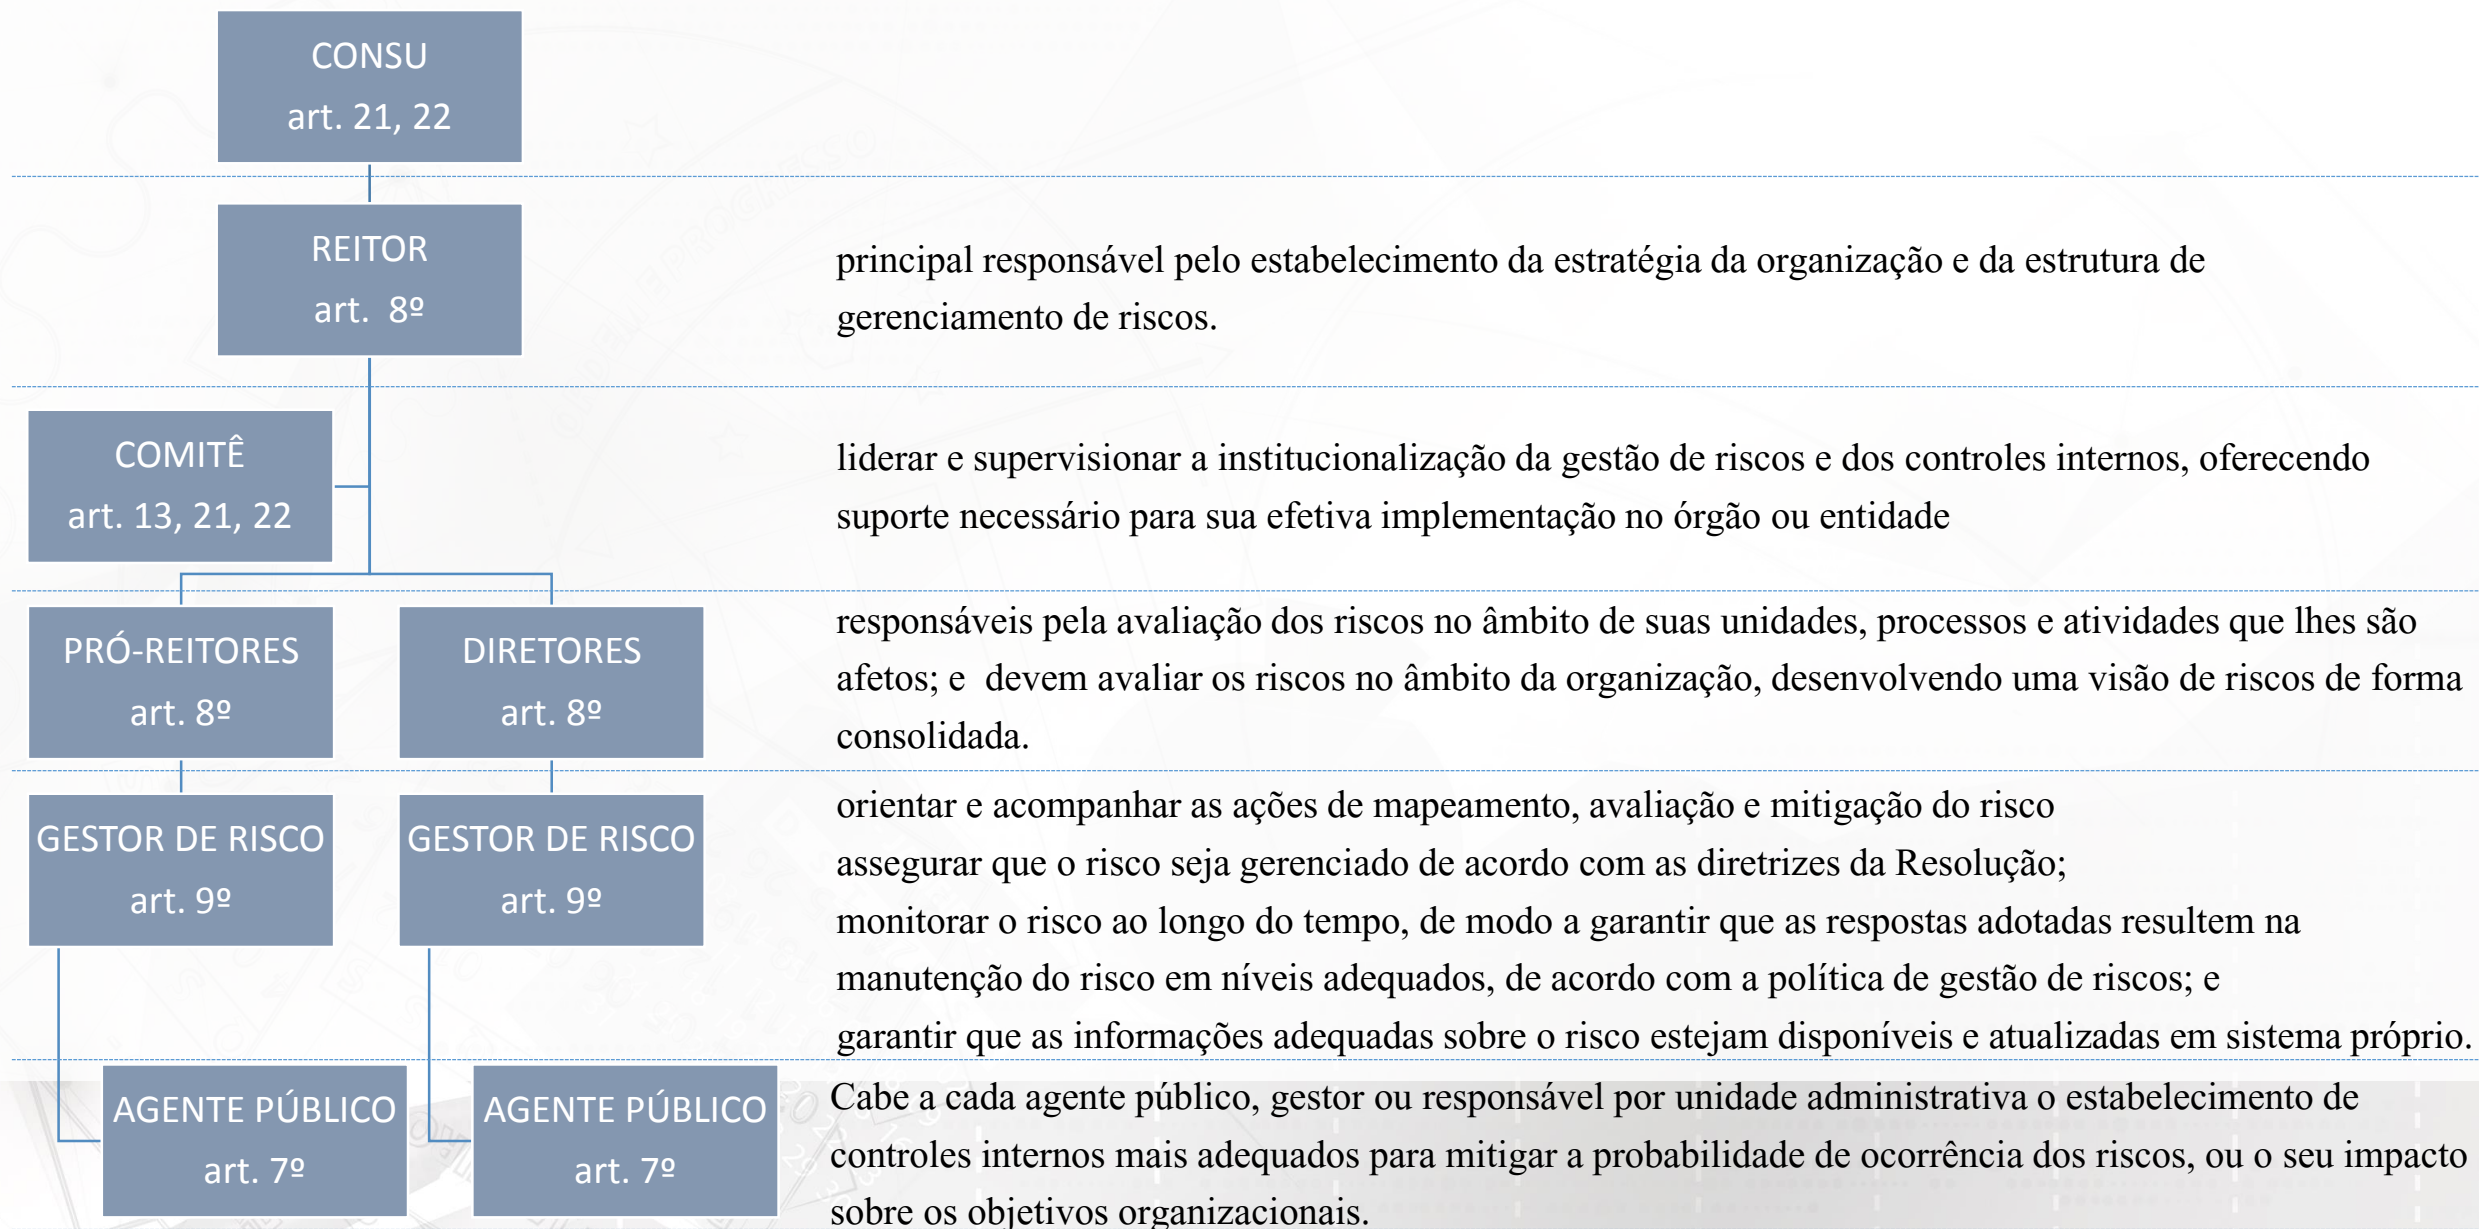 CONSU
art. 21, 22
REITOR
art. 8º
principal responsável pelo estabelecimento da estratégia da organização e da estrutura de
gerenciamento de riscos.
COMITÊ
art. 13, 21, 22
liderar e supervisionar a institucionalização da gestão de riscos e dos controles internos, oferecendo
suporte necessário para sua efetiva implementação no órgão ou entidade
PRÓ-REITORES
art. 8º
DIRETORES
art. 8º
responsáveis pela avaliação dos riscos no âmbito de suas unidades, processos e atividades que lhes são
afetos; e devem avaliar os riscos no âmbito da organização, desenvolvendo uma visão de riscos de forma
consolidada.
GESTOR DE RISCO
art. 9º
GESTOR DE RISCO
art. 9º
orientar e acompanhar as ações de mapeamento, avaliação e mitigação do risco
assegurar que o risco seja gerenciado de acordo com as diretrizes da Resolução;
monitorar o risco ao longo do tempo, de modo a garantir que as respostas adotadas resultem na
manutenção do risco em níveis adequados, de acordo com a política de gestão de riscos; e
garantir que as informações adequadas sobre o risco estejam disponíveis e atualizadas em sistema próprio.
AGENTE PÚBLICO
art. 7º
AGENTE PÚBLICO
art. 7º
Cabe a cada agente público, gestor ou responsável por unidade administrativa o estabelecimento de
controles internos mais adequados para mitigar a probabilidade de ocorrência dos riscos, ou o seu impacto
sobre os objetivos organizacionais.